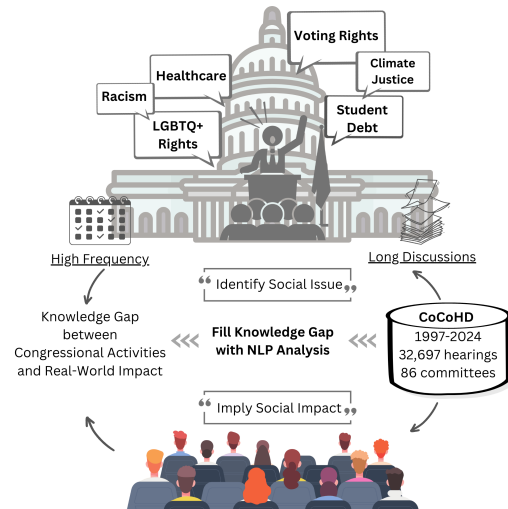 Voting Rights
Healthcare
Climate
Justice
Racism
LGBTQ+
Rights
Student
Debt
High Frequency
Long Discussions
“ Identify Social Issue „
Knowledge Gap
between
Congressional Activities
and Real-World Impact
Fill Knowledge Gap
with NLP Analysis
CoCoHD
1997-2024
32,697 hearings
86 committees
“ Imply Social Impact „